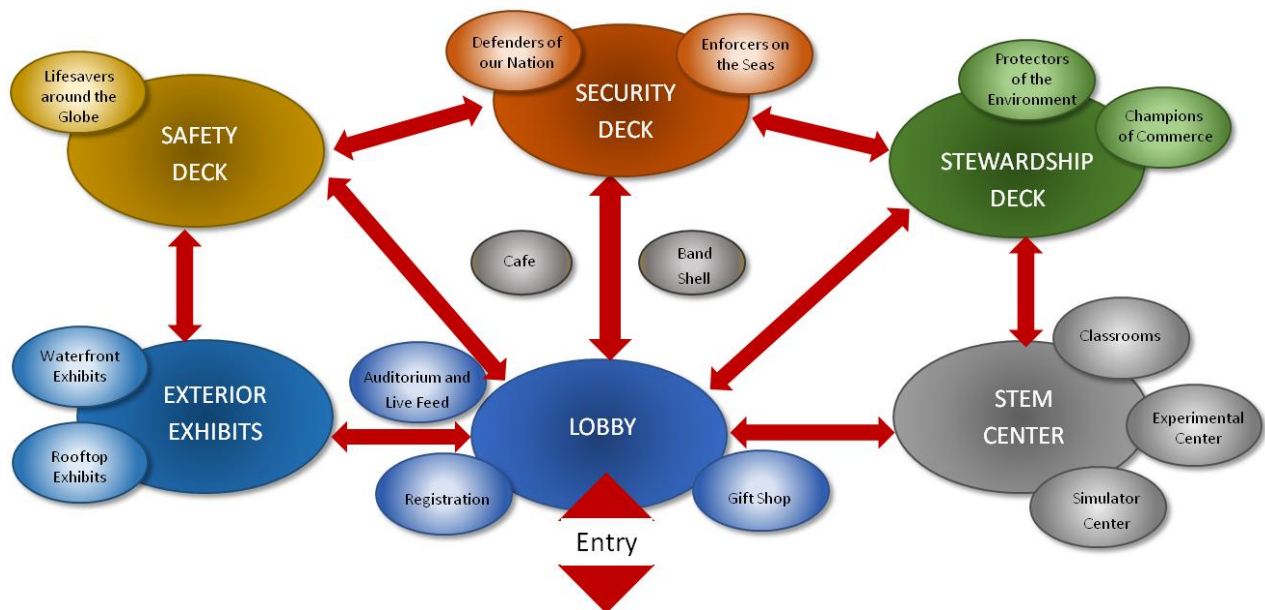 Defenders of
our Nation
Enforcers on
the Seas
Protectors
of the
Environment
Lifesavers
around the
Globe
SECURITY
DECK
Champions
of Commerce
SAFETY
DECK
STEWARDSHIP
DECK
Cafe
Band
Shell
Waterfront
Exhibits
Classrooms
EXTERIOR
EXHIBITS
Auditorium and
Live Feed
LOBBY
STEM
CENTER
Experimental
Center
Rooftop
Exhibits
Registration
Gift Shop
Simulator
Center
Entry